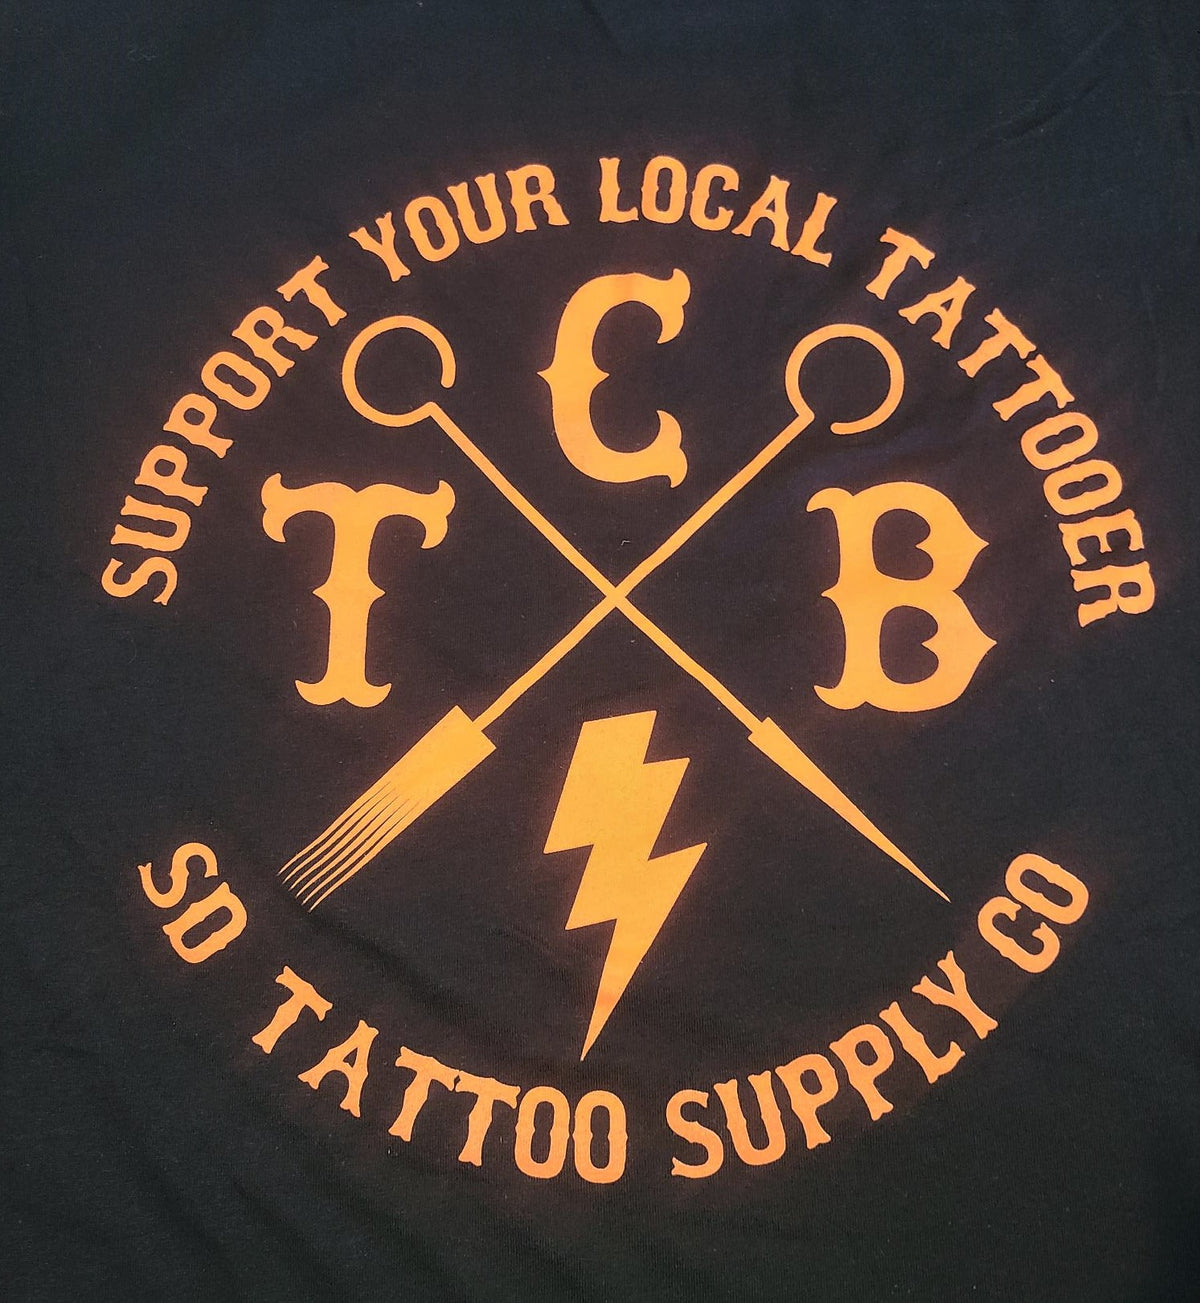 SUPPORT YOUR LOCAL TATTOOER
T C B
SD TATTOO SUPPLY CO